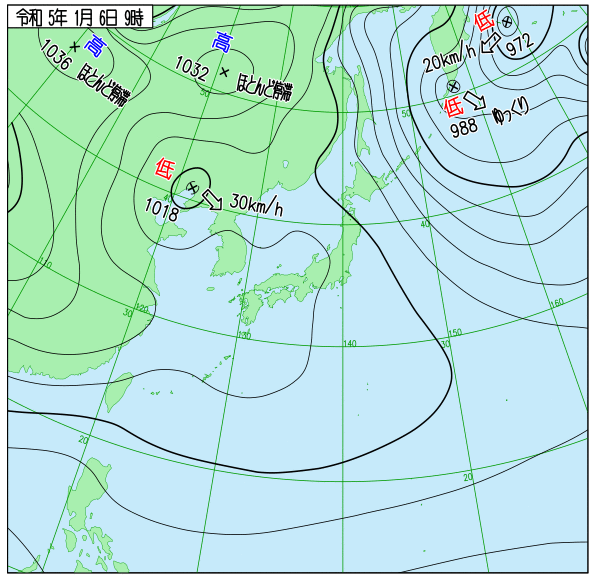 令和 5年 1月 6日 9時
高
1036 ほとんど停滞
高
1032 ほとんど停滞
低
972
20km/h
低
988 ゆっくり
低
1018
30km/h
50
50
40
40
110
120
30
130
140
150
30
160
20
20